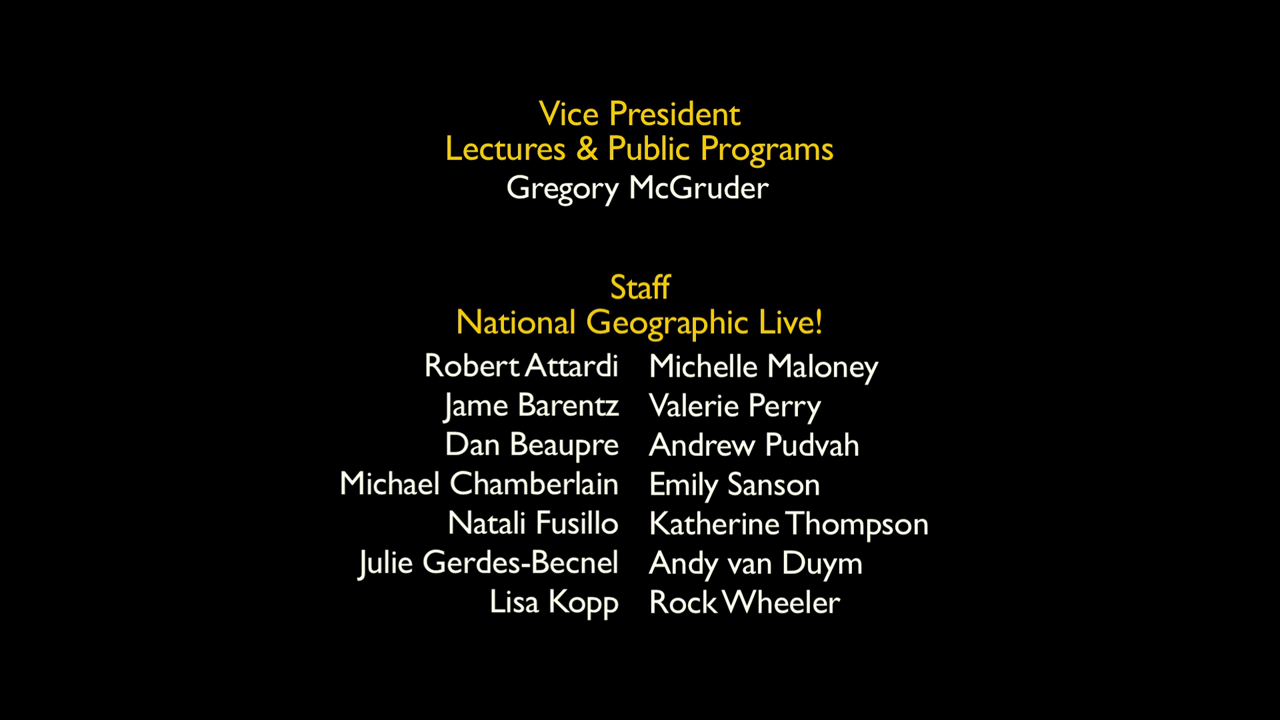 Vice President
Lectures & Public Programs
Gregory McGruder
Staff
National Geographic Live!
Robert Attardi Michelle Maloney
Jame Barentz Valerie Perry
Dan Beaupre Andrew Pudvah
Michael Chamberlain Emily Sanson
Natali Fusillo Katherine Thompson
Julie Gerdes-Becnel Andy van Duym
Lisa Kopp Rock Wheeler